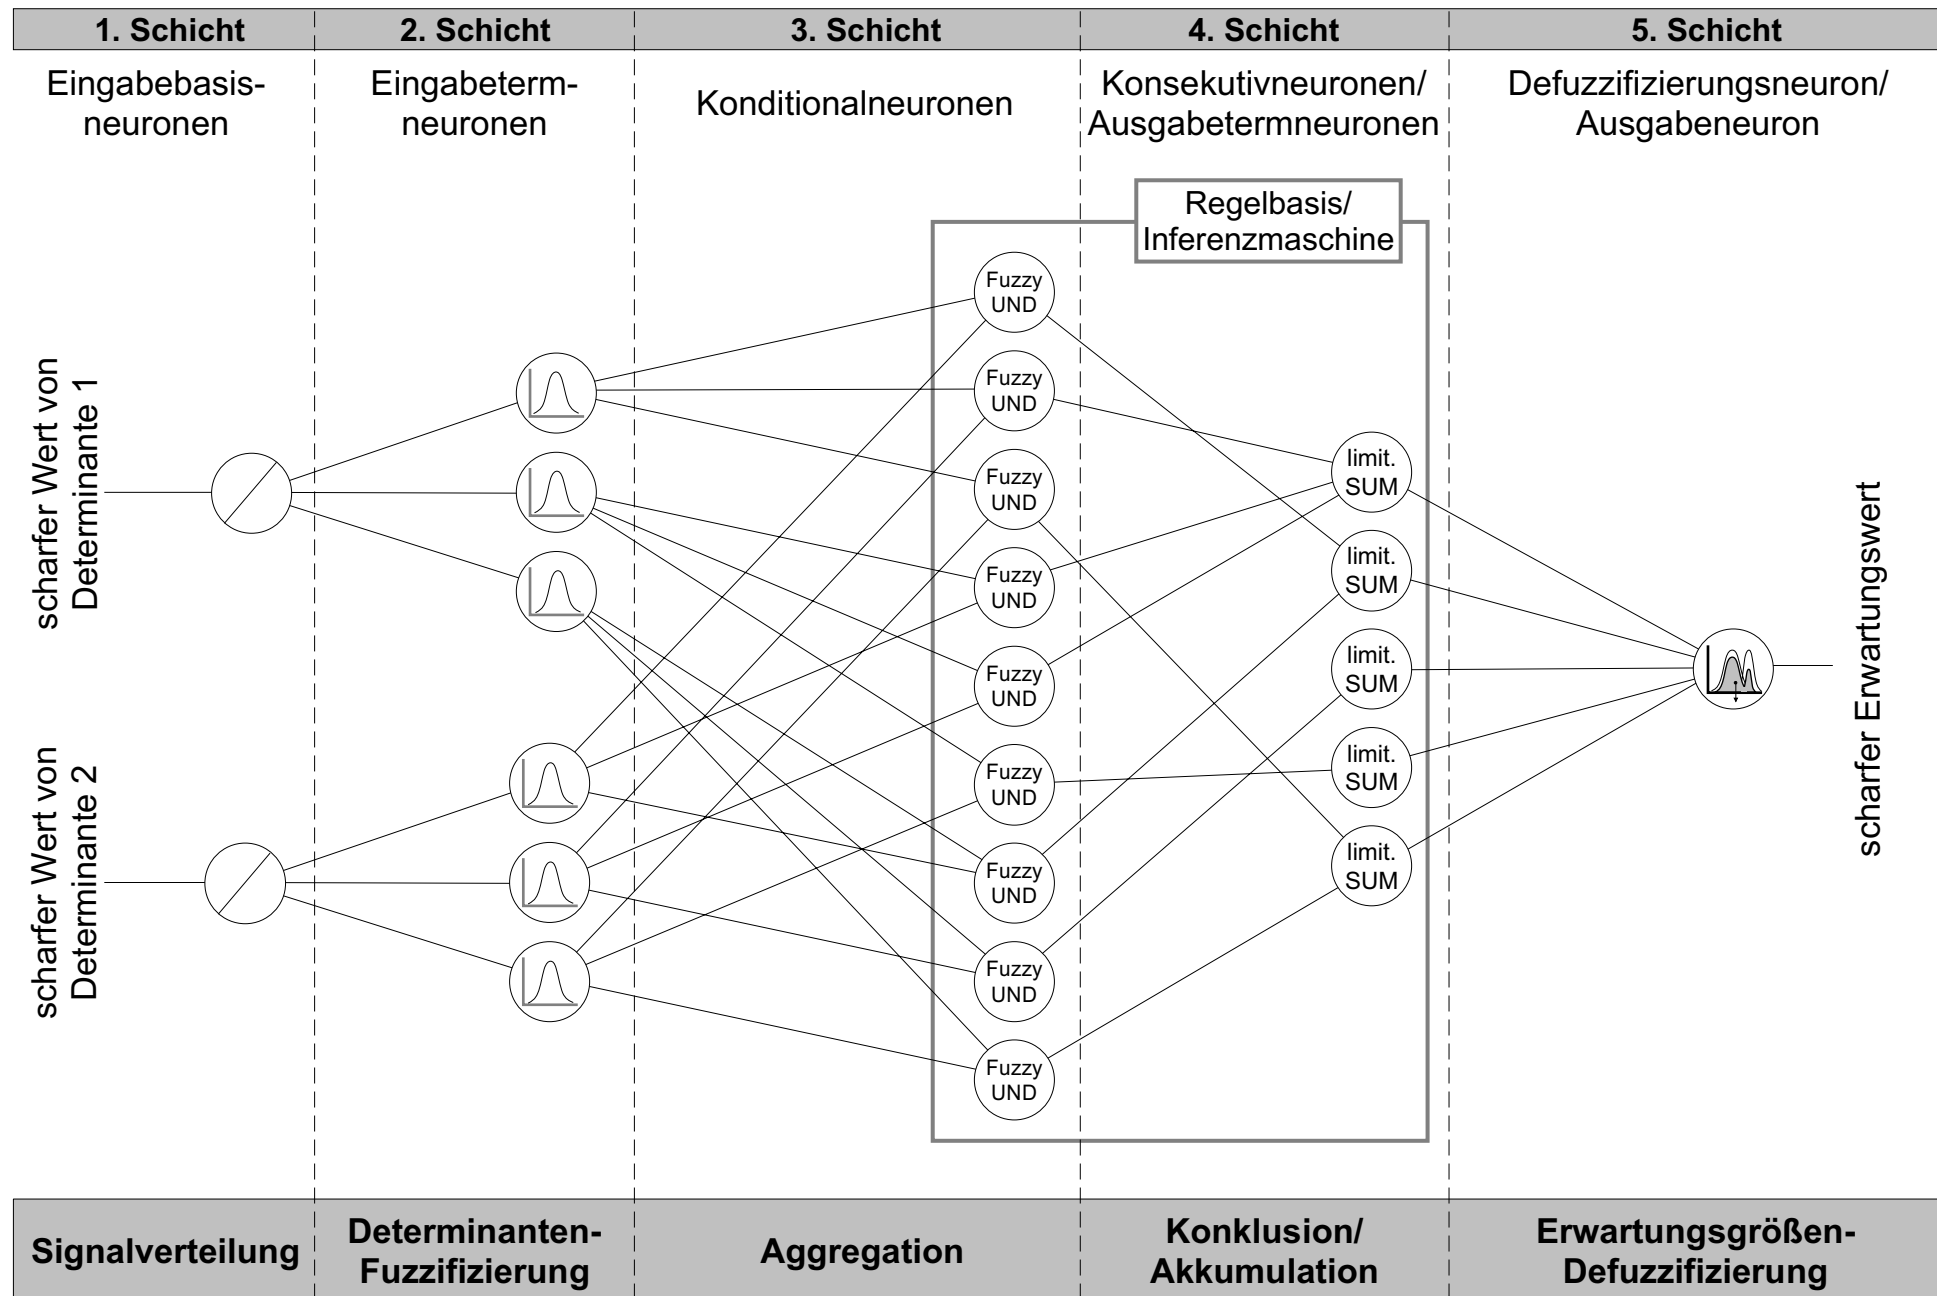 1. Schicht
2. Schicht
3. Schicht
4. Schicht
5. Schicht
Eingabebasis-
neuronen
Eingabeterm-
neuronen
Konditionalneuronen
Konsekutivneuronen/
Ausgabetermneuronen
Defuzzifizierungsneuron/
Ausgabeneuron
Regelbasis/
Inferenzmaschine
scharfer Wert von
Determinante 1
scharfer Wert von
Determinante 2
Fuzzy
UND
Fuzzy
UND
Fuzzy
UND
Fuzzy
UND
Fuzzy
UND
Fuzzy
UND
Fuzzy
UND
Fuzzy
UND
Fuzzy
UND
limit.
SUM
limit.
SUM
limit.
SUM
limit.
SUM
limit.
SUM
scharfer Erwartungswert
Signalverteilung
Determinanten-
Fuzzifizierung
Aggregation
Konklusion/
Akkumulation
Erwartungsgrößen-
Defuzzifizierung